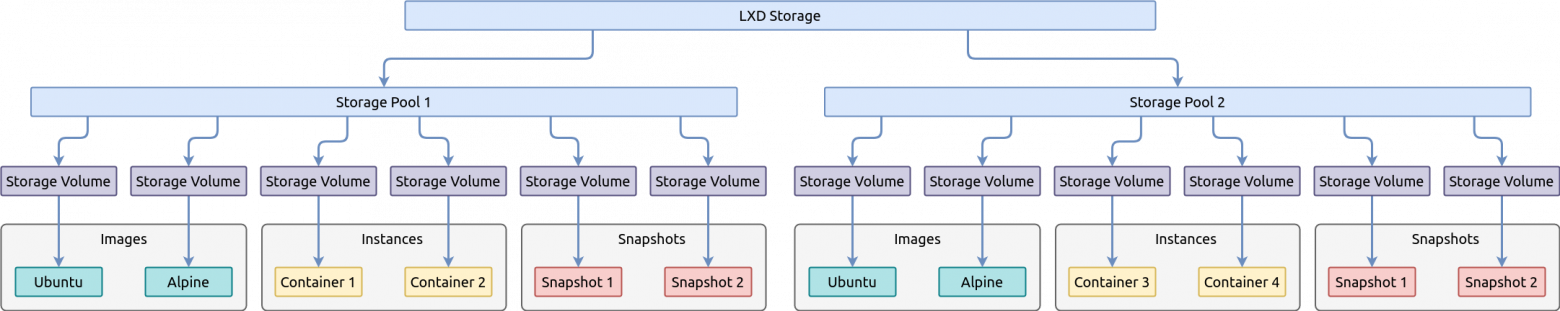 LXD Storage
Storage Pool 1
Storage Pool 2
Storage Volume
Storage Volume
Storage Volume
Storage Volume
Storage Volume
Storage Volume
Storage Volume
Storage Volume
Storage Volume
Storage Volume
Storage Volume
Storage Volume
Images
Instances
Snapshots
Images
Instances
Snapshots
Ubuntu
Alpine
Container 1
Container 2
Snapshot 1
Snapshot 2
Ubuntu
Alpine
Container 3
Container 4
Snapshot 1
Snapshot 2